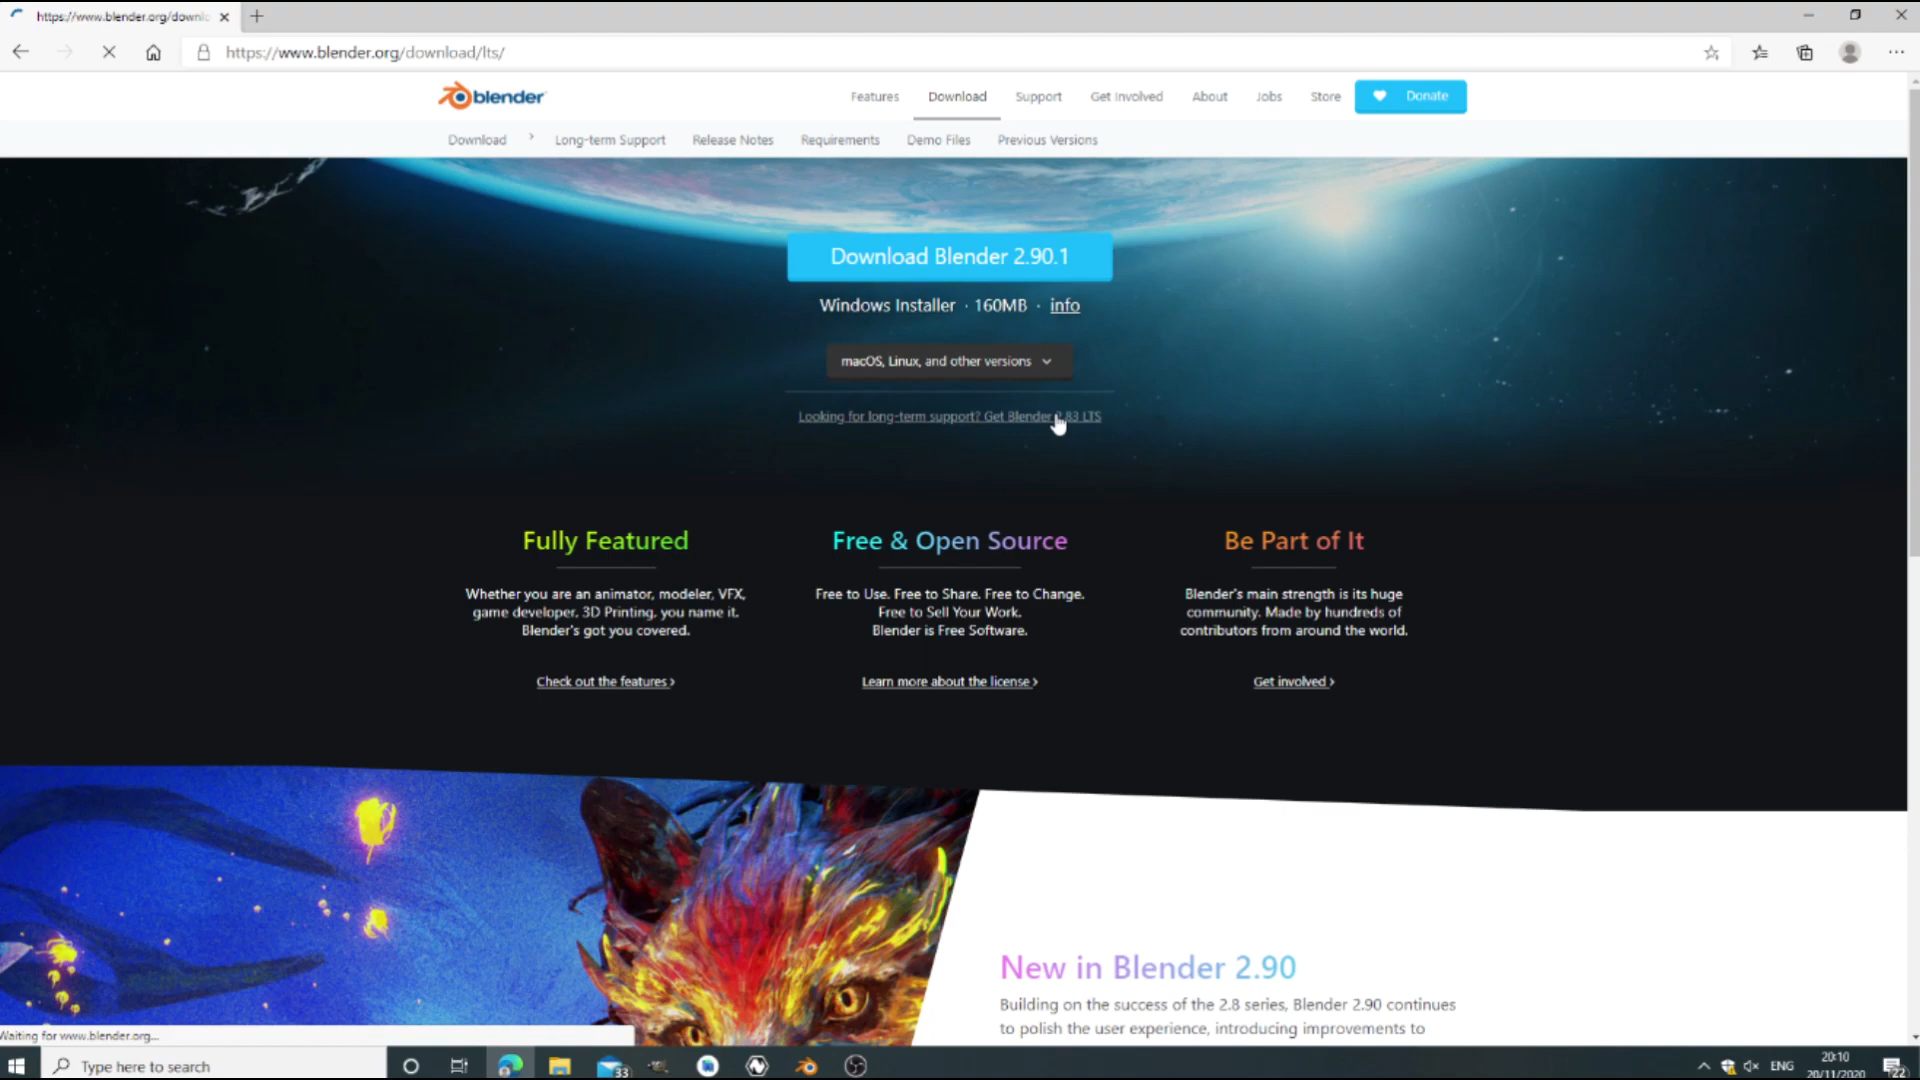 https://www.blender.org/downlo
https://www.blender.org/download/lts/
blender
Features
Download
Support
Get Involved
About
Jobs
Store
Donate
Download
Long-term Support
Release Notes
Requirements
Demo Files
Previous Versions
Download Blender 2.90.1
Windows Installer · 160MB · info
macOS, Linux, and other versions
Looking for long-term support? Get Blender 2.83 LTS
Fully Featured
Whether you are an animator, modeler, VFX,
game developer, 3D Printing, you name it.
Blender's got you covered.
Check out the features ›
Free & Open Source
Free to Use. Free to Share. Free to Change.
Free to Sell Your Work.
Blender is Free Software.
Learn more about the license ›
Be Part of It
Blender's main strength is its huge
community. Made by hundreds of
contributors from around the world.
Get involved ›
New in Blender 2.90
Building on the success of the 2.8 series, Blender 2.90 continues
to polish the user experience, introducing improvements to
Waiting for www.blender.org...
Type here to search
33
ENG
20:10
20/11/2020
22